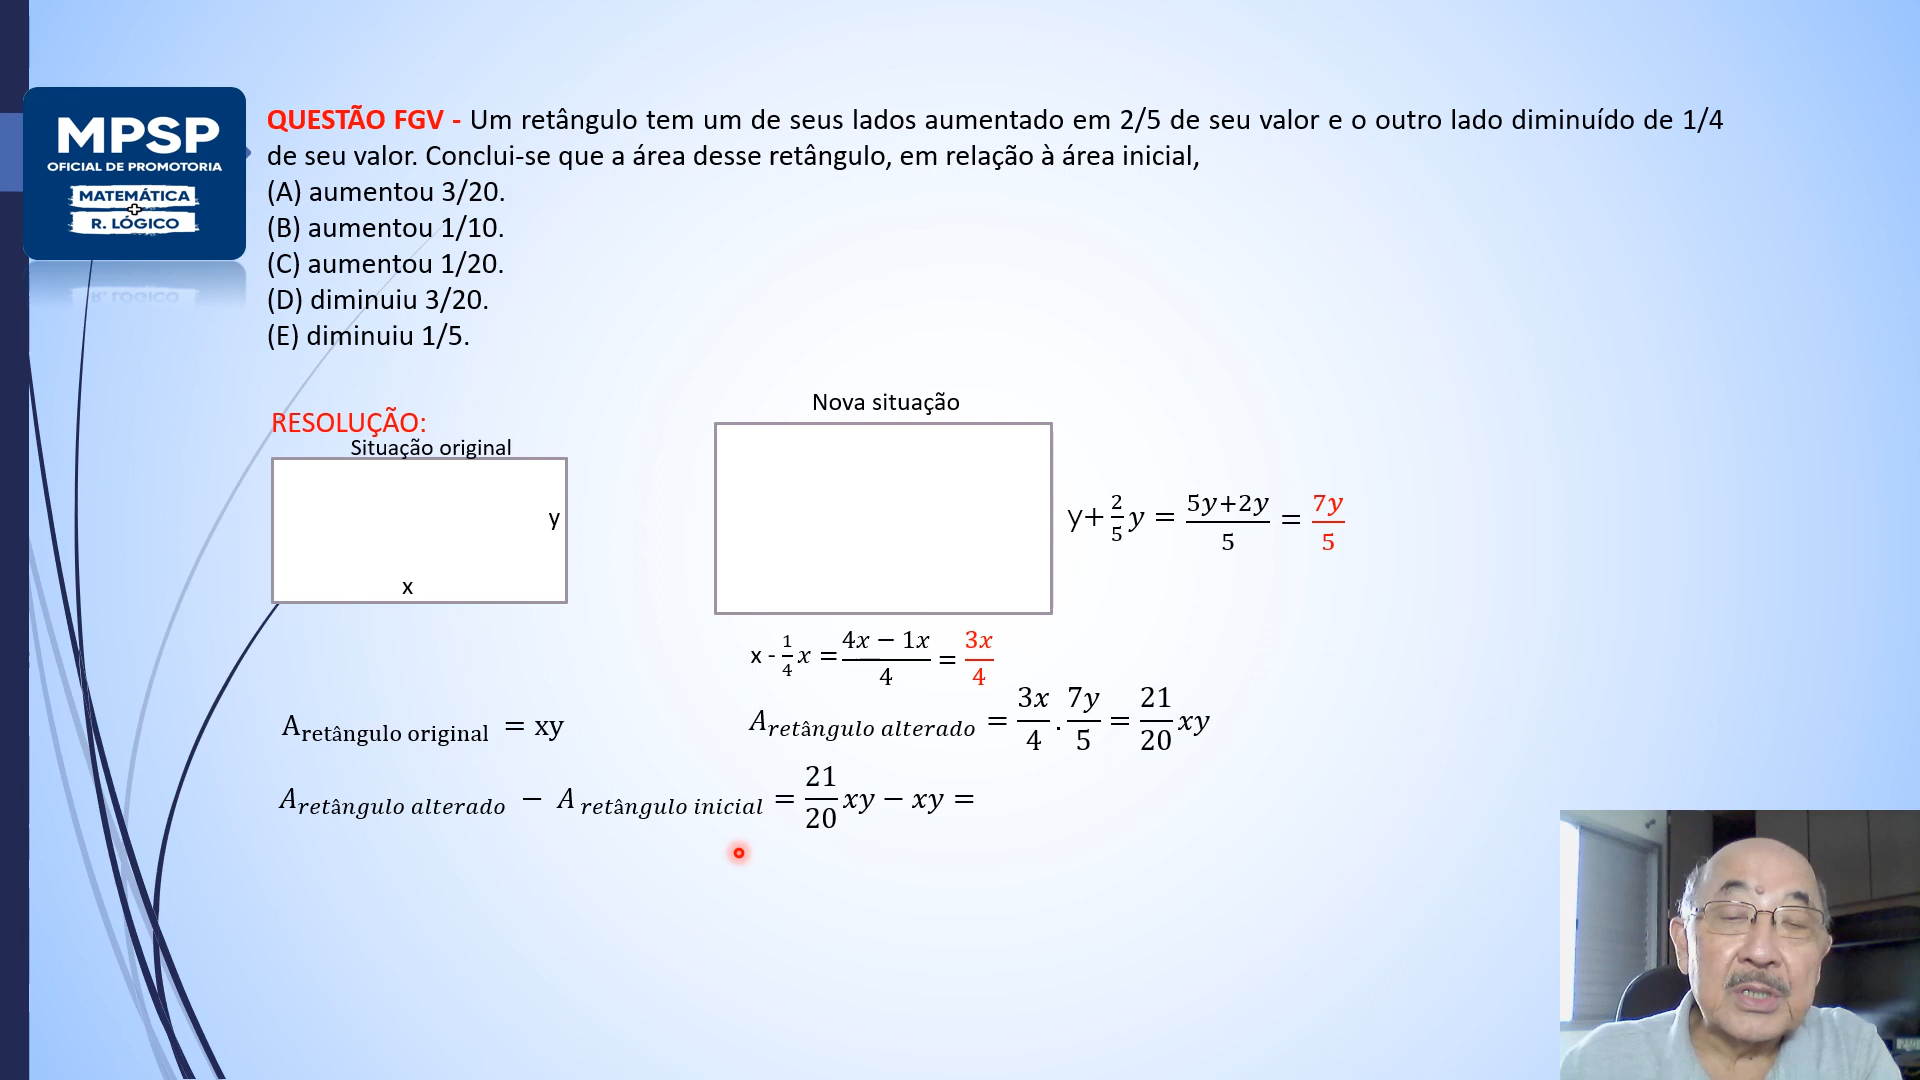 MPSP
OFICIAL DE PROMOTORIA
MATEMÁTICA
+
R. LÓGICO
QUESTÃO FGV - Um retângulo tem um de seus lados aumentado em 2/5 de seu valor e o outro lado diminuído de 1/4
de seu valor. Conclui-se que a área desse retângulo, em relação à área inicial,
(A) aumentou 3/20.
(B) aumentou 1/10.
(C) aumentou 1/20.
(D) diminuiu 3/20.
(E) diminuiu 1/5.
RESOLUÇÃO:
Situação original
y
x
Nova situação
y+ 2/5 y = 5y+2y/5 = 7y/5
x - 1/4 x = 4x − 1x/4 = 3x/4
A retângulo original = xy
A retângulo alterado = 3x/4 . 7y/5 = 21/20 xy
A retângulo alterado − A retângulo inicial = 21/20 xy − xy =